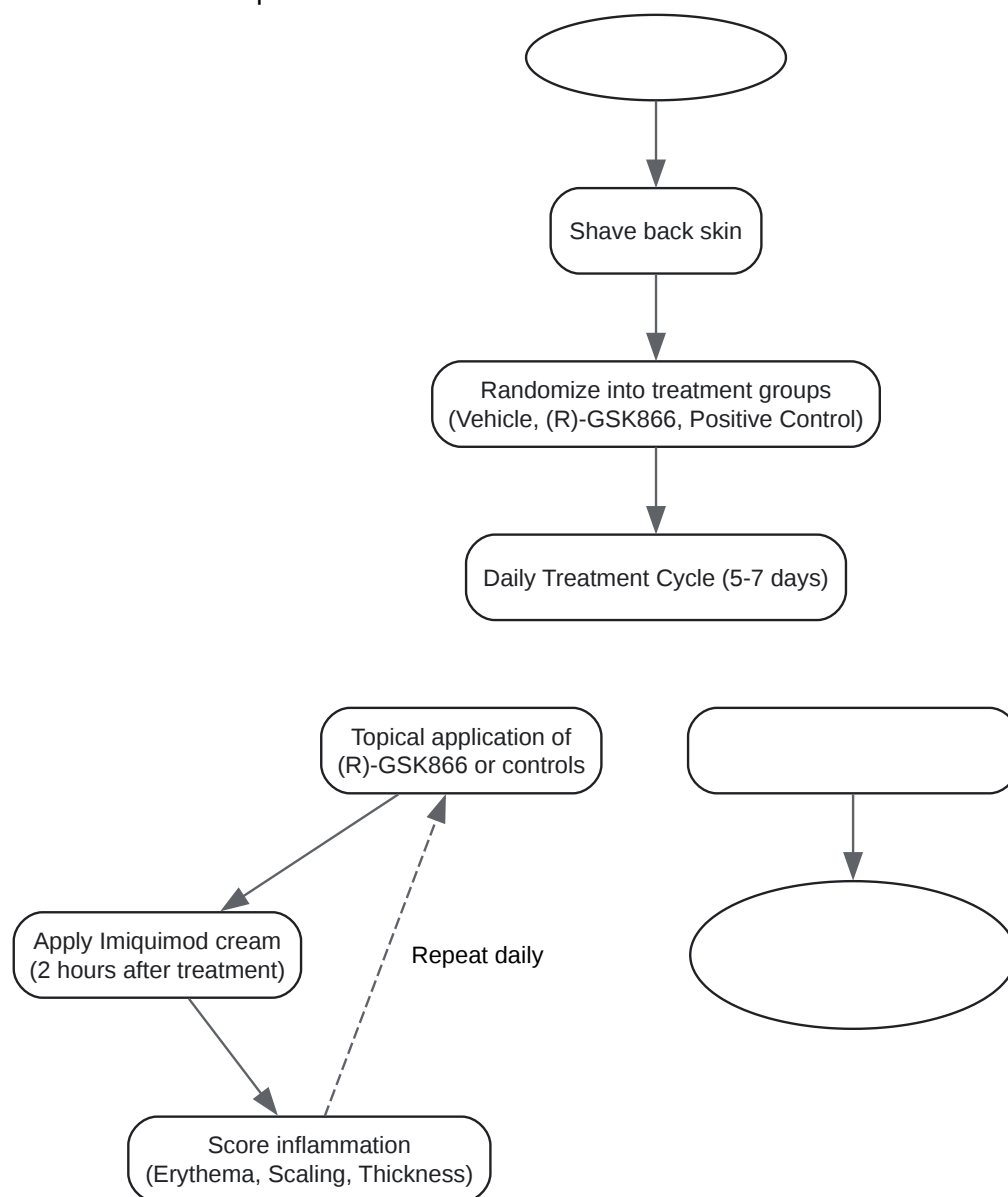 Shave back skin
Randomize into treatment groups
(Vehicle, (R)-GSK866, Positive Control)
Daily Treatment Cycle (5-7 days)
Topical application of
(R)-GSK866 or controls
Apply Imiquimod cream
(2 hours after treatment)
Repeat daily
Score inflammation
(Erythema, Scaling, Thickness)